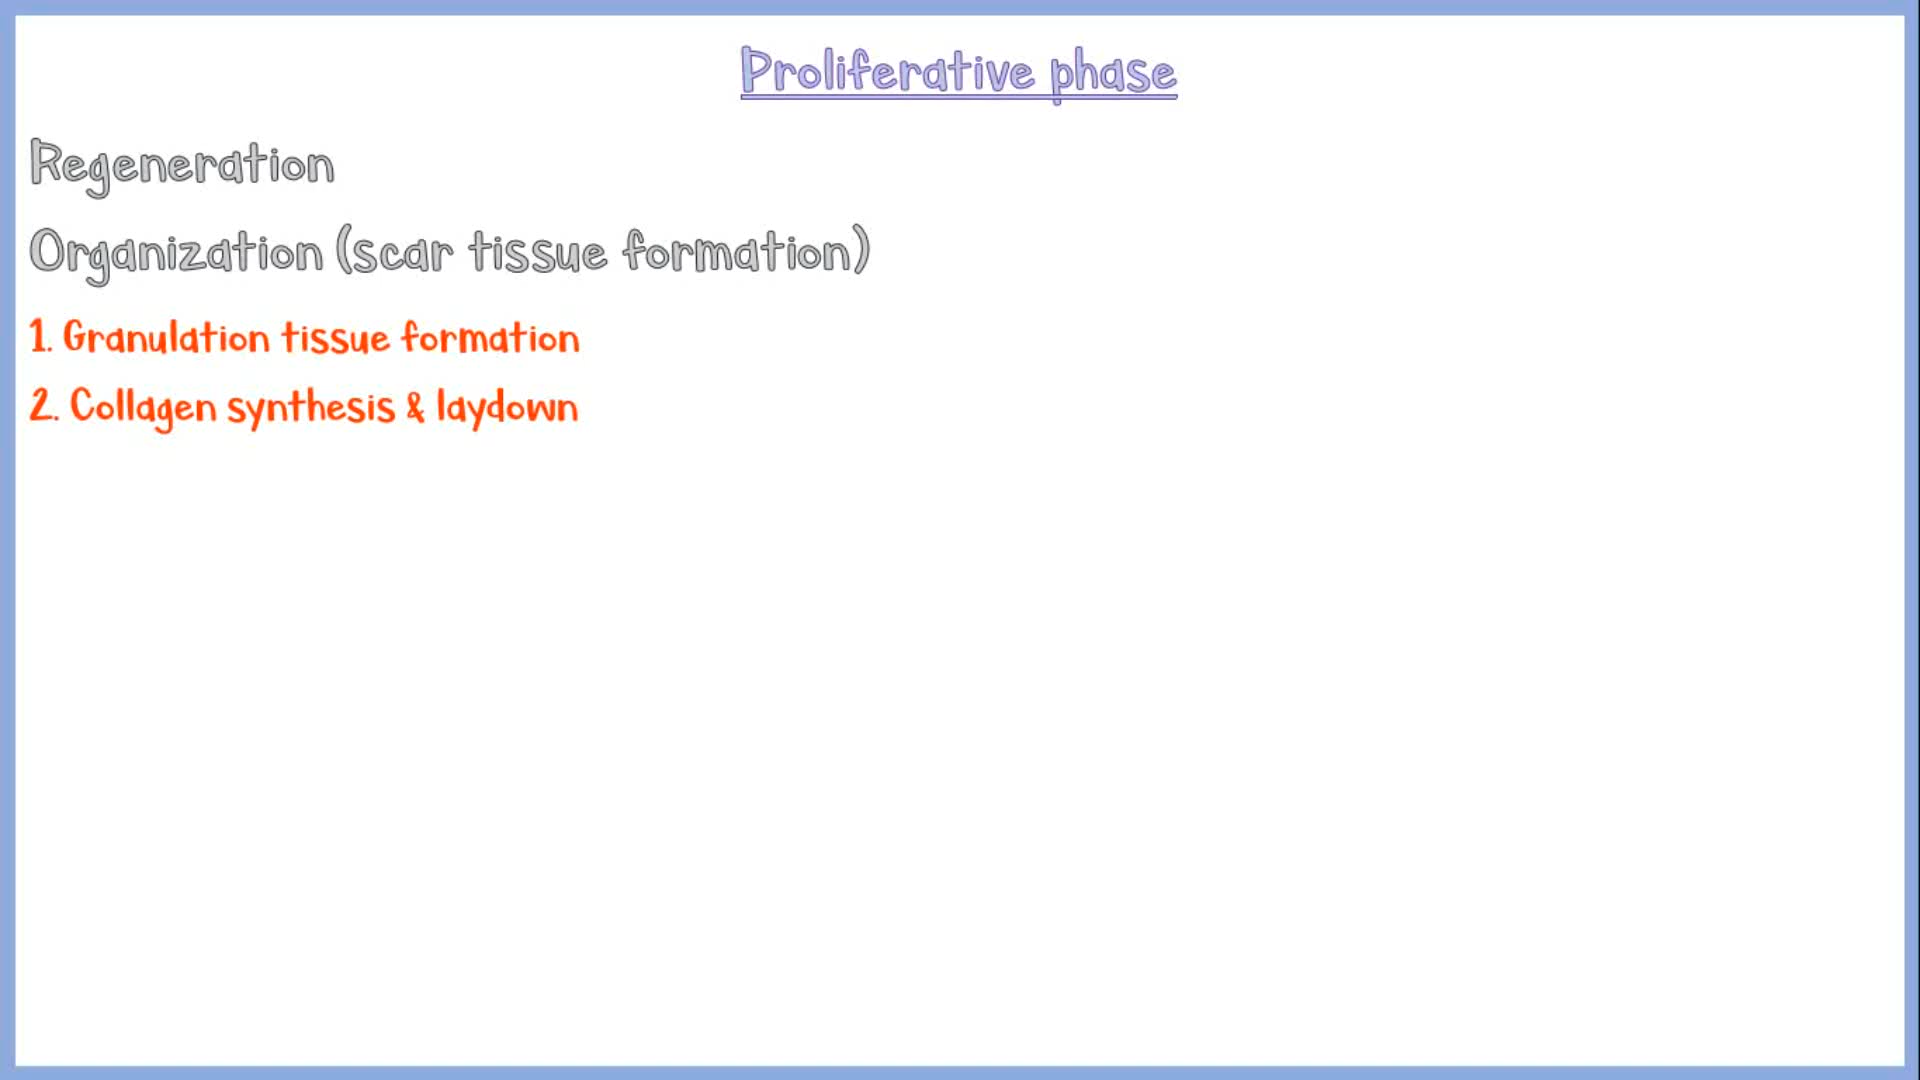 Proliferative phase
Regeneration
Organization (scar tissue formation)
1. Granulation tissue formation
2. Collagen synthesis & laydown